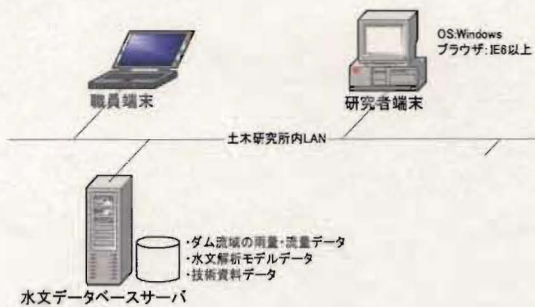 OS:Windows
ブラウザ:IE6以上
職員端末
研究者端末
土木研究所内LAN
・ダム流域の雨量・流量データ
・水文解析モデルデータ
・技術資料データ
水文データベースサーバ